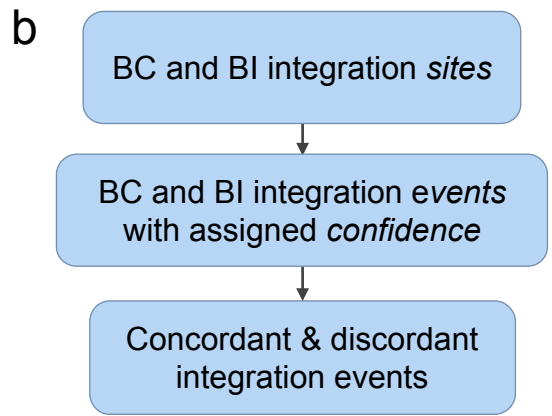 b
BC and BI integration sites
BC and BI integration events
with assigned confidence
Concordant & discordant
integration events